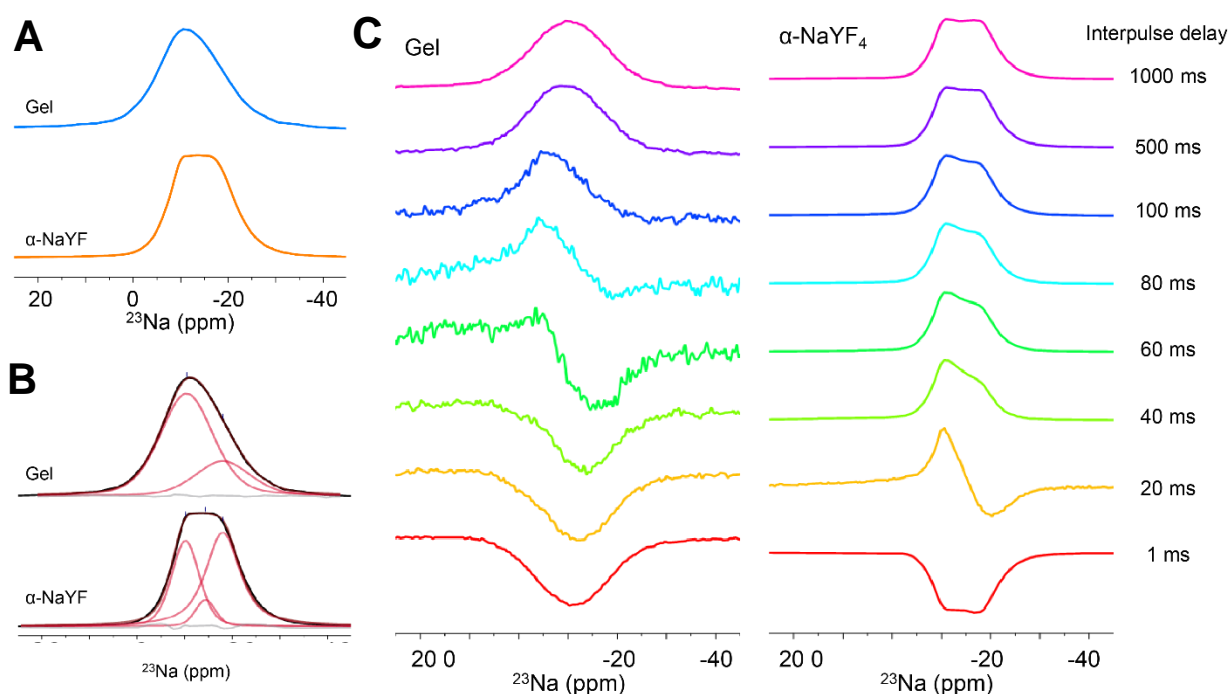 A
Gel
α-NaYF
20 0 -20 -40
²³Na (ppm)
B
Gel
α-NaYF
²³Na (ppm)
C
Gel
α-NaYF₄
Interpulse delay
1000 ms
500 ms
100 ms
80 ms
60 ms
40 ms
20 ms
1 ms
20 0 -20 -40
²³Na (ppm)
20 0 -20 -40
²³Na (ppm)